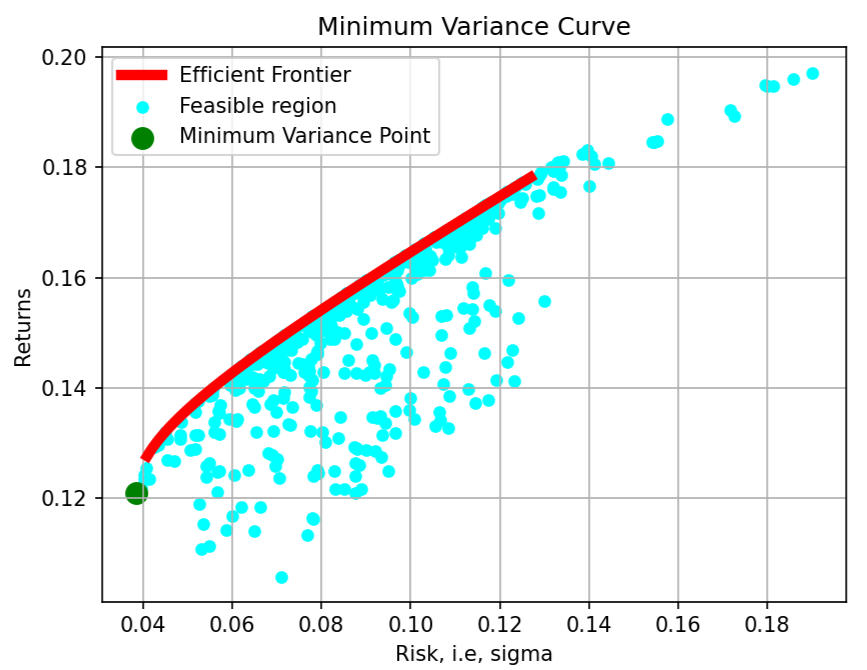 Minimum Variance Curve
0.20
0.18
0.16
0.14
0.12
Returns
Efficient Frontier
Feasible region
Minimum Variance Point
0.04 0.06 0.08 0.10 0.12 0.14 0.16 0.18
Risk, i.e, sigma